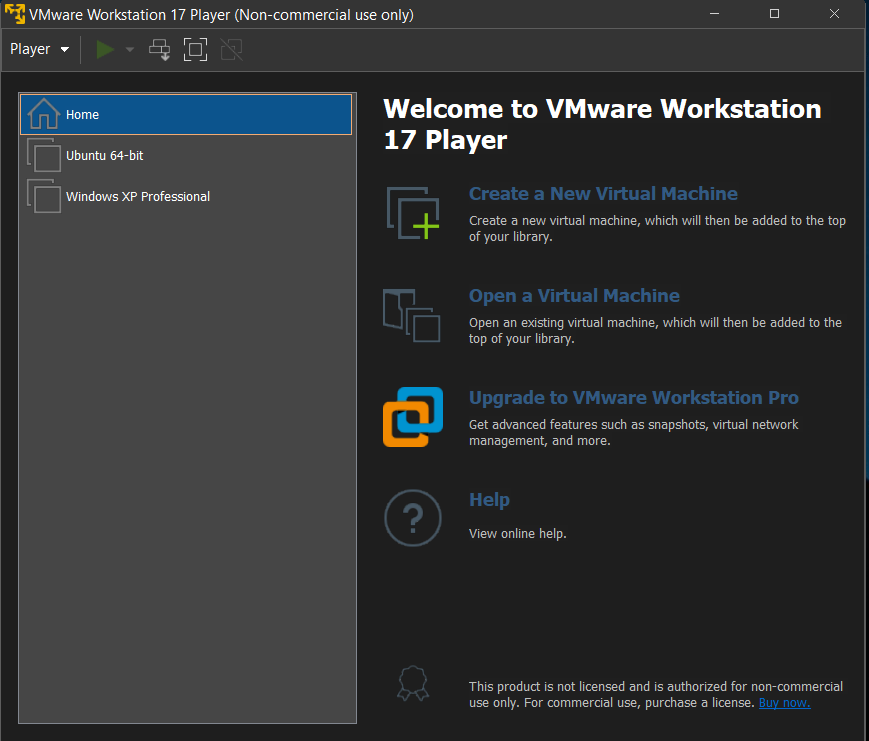 VMware Workstation 17 Player (Non-commercial use only)
Player
Home
Ubuntu 64-bit
Windows XP Professional
Welcome to VMware Workstation
17 Player
Create a New Virtual Machine
Create a new virtual machine, which will then be added to the top
of your library.
Open a Virtual Machine
Open an existing virtual machine, which will then be added to the
top of your library.
Upgrade to VMware Workstation Pro
Get advanced features such as snapshots, virtual network
management, and more.
?
Help
View online help.
This product is not licensed and is authorized for non-commercial
use only. For commercial use, purchase a license. Buy now.